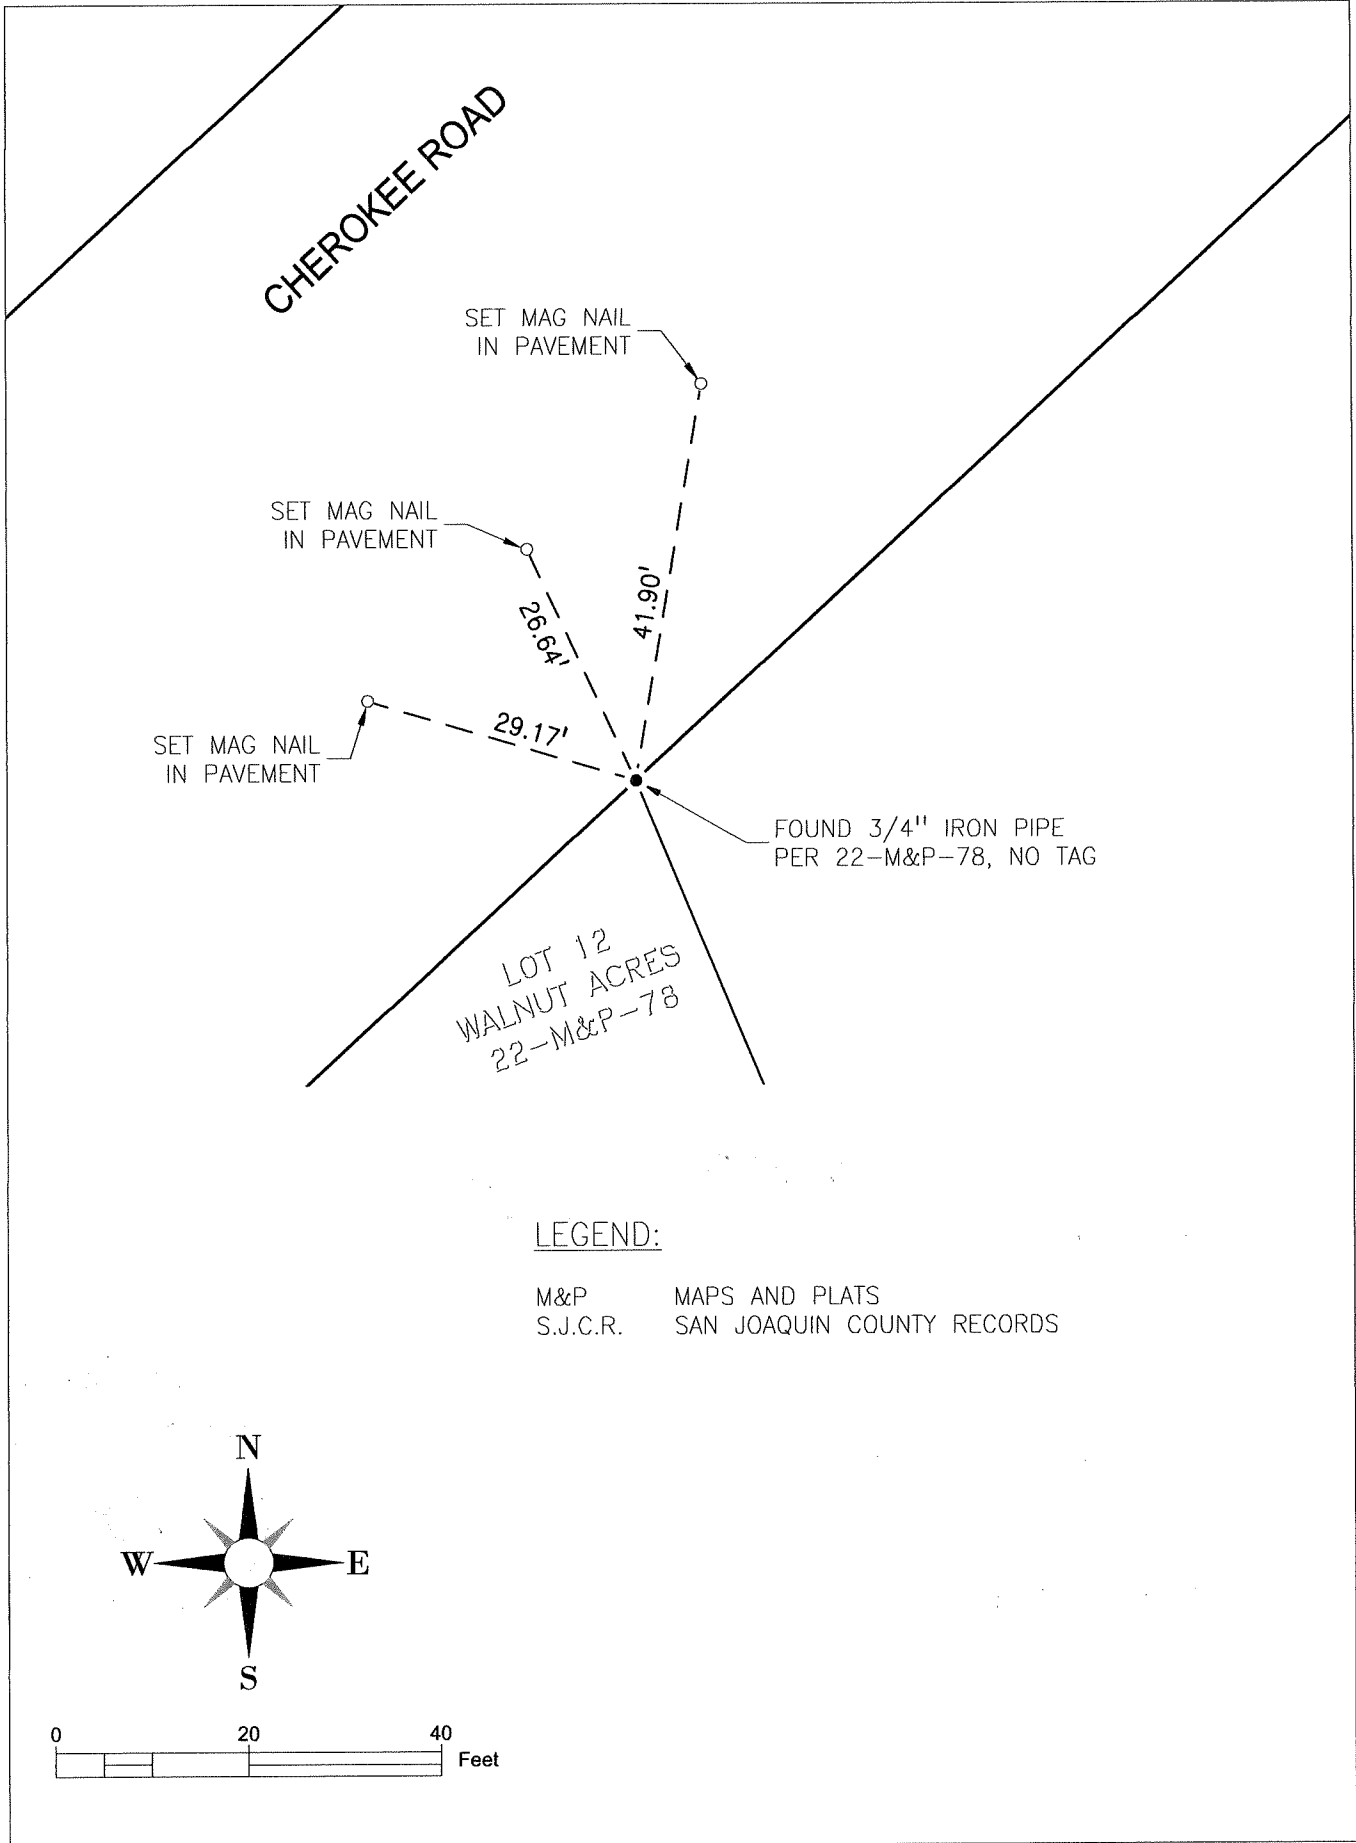 CHEROKEE ROAD
SET MAG NAIL
IN PAVEMENT
SET MAG NAIL
IN PAVEMENT
41.90'
26.64'
29.17'
SET MAG NAIL
IN PAVEMENT
FOUND 3/4" IRON PIPE
PER 22-M&P-78, NO TAG
LOT 12
WALNUT ACRES
22-M&P-78
LEGEND:
M&P MAPS AND PLATS
S.J.C.R. SAN JOAQUIN COUNTY RECORDS
N
W E
S
0 20 40
Feet